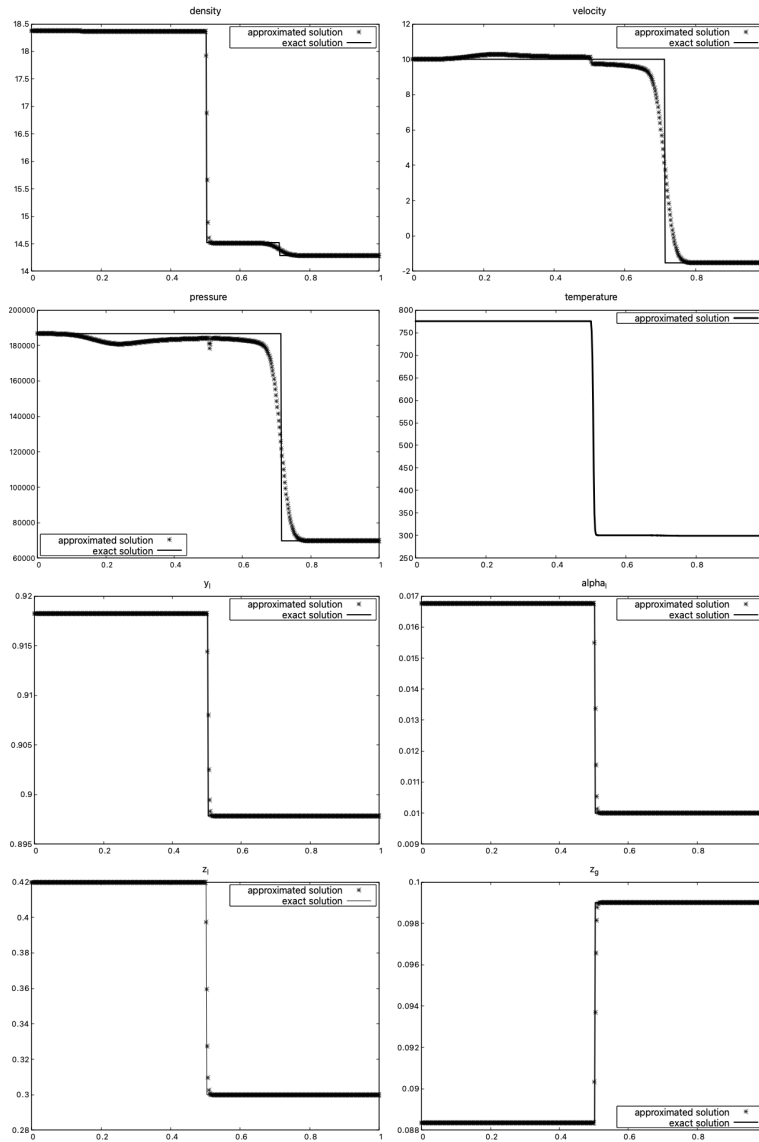 density
18.5
18
17.5
17
16.5
16
15.5
15
14.5
14
0 0.2 0.4 0.6 0.8 1
approximated solution
exact solution
velocity
12
10
8
6
4
2
0
-2
0 0.2 0.4 0.6 0.8
approximated solution
exact solution
pressure
200000
180000
160000
140000
120000
100000
80000
60000
0 0.2 0.4 0.6 0.8 1
approximated solution
exact solution
temperature
800
750
700
650
600
550
500
450
400
350
300
250
0 0.2 0.4 0.6 0.8
approximated solution
y_l
0.92
0.915
0.91
0.905
0.9
0.895
0 0.2 0.4 0.6 0.8 1
approximated solution
exact solution
alpha_l
0.017
0.016
0.015
0.014
0.013
0.012
0.011
0.01
0.009
0 0.2 0.4 0.6 0.8
approximated solution
exact solution
z_l
0.42
0.4
0.38
0.36
0.34
0.32
0.3
0.28
0 0.2 0.4 0.6 0.8 1
approximated solution
exact solution
z_g
0.1
0.098
0.096
0.094
0.092
0.09
0.088
0 0.2 0.4 0.6 0.8
approximated solution
exact solution